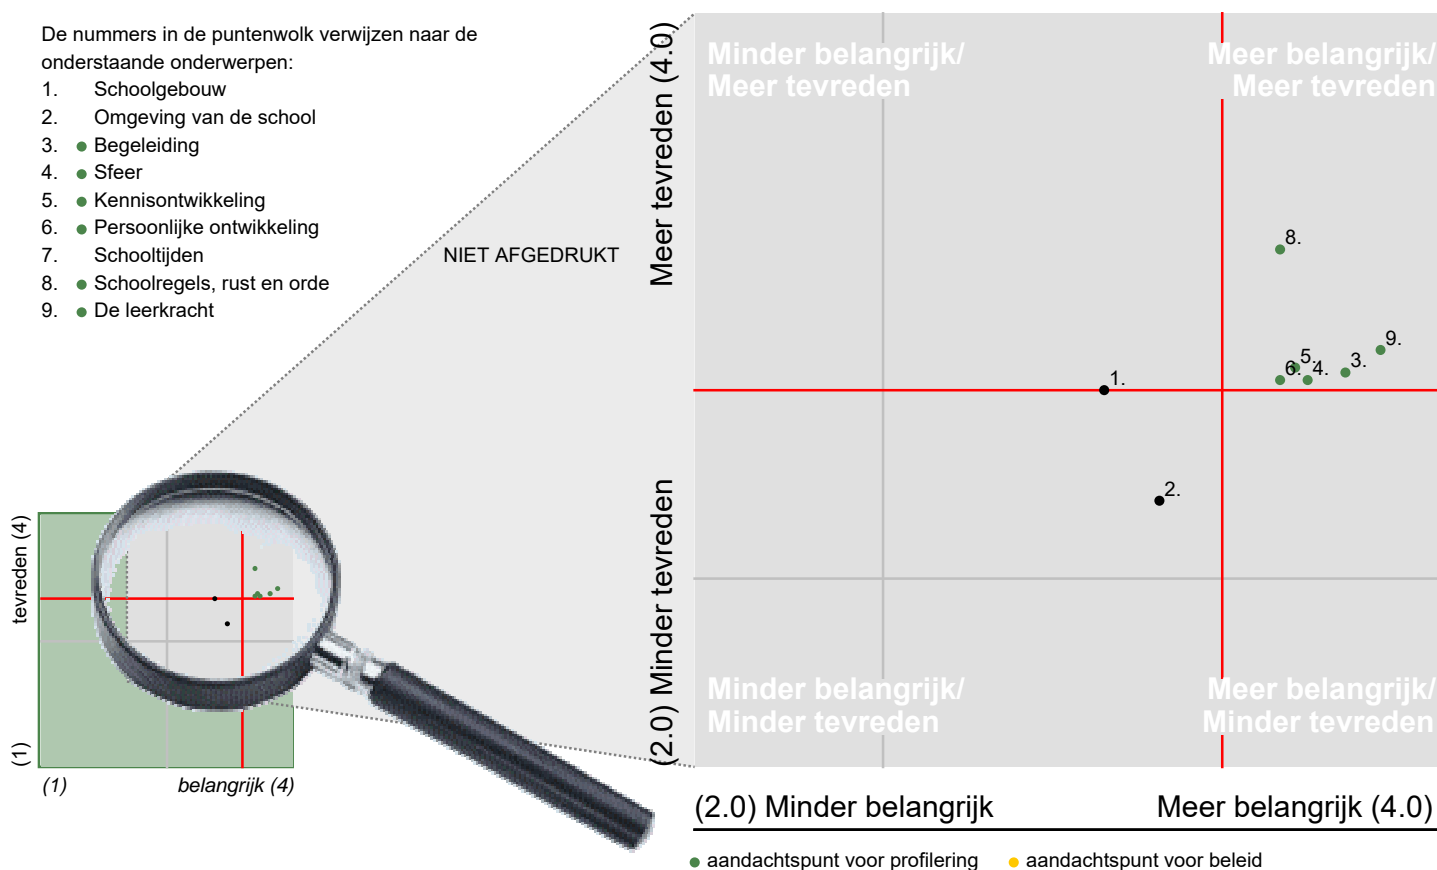 De nummers in de puntenwolk verwijzen naar de
onderstaande onderwerpen:
1. Schoolgebouw
2. Omgeving van de school
3. Begeleiding
4. Sfeer
5. Kennisontwikkeling
6. Persoonlijke ontwikkeling
7. Schooltijden
8. Schoolregels, rust en orde
9. De leerkracht
NIET AFGEDRUKT
tevreden (4)
(1)
(1)
belangrijk (4)
Meer tevreden (4.0)
(2.0) Minder tevreden
Minder belangrijk/
Meer tevreden
Meer belangrijk/
Meer tevreden
8.
9.
5.
3.
6.
4.
1.
2.
Minder belangrijk/
Minder tevreden
Meer belangrijk/
Minder tevreden
(2.0) Minder belangrijk
Meer belangrijk (4.0)
aandachtspunt voor profilering
aandachtspunt voor beleid